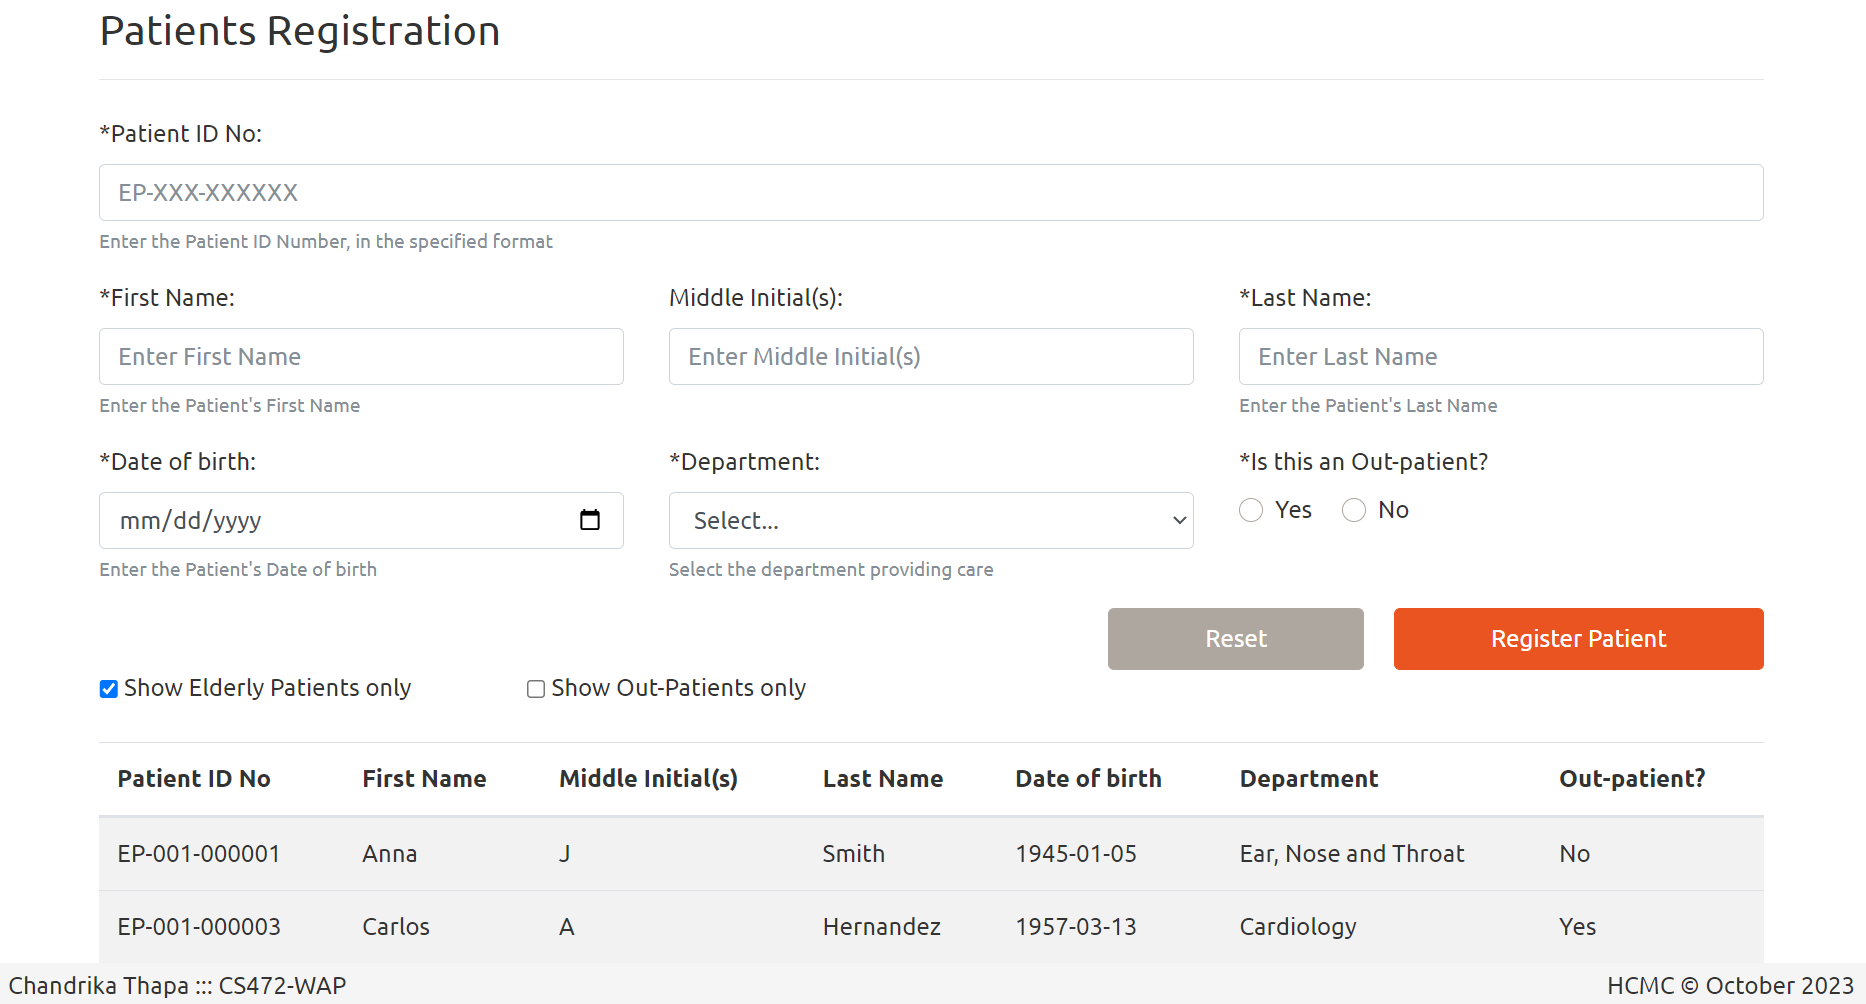 Patients Registration
*Patient ID No:
EP-XXX-XXXXXX
Enter the Patient ID Number, in the specified format
*First Name: Middle Initial(s): *Last Name:
Enter First Name Enter Middle Initial(s) Enter Last Name
Enter the Patient's First Name Enter the Patient's Last Name
*Date of birth: *Department: *Is this an Out-patient?
mm/dd/yyyy Select... Yes No
Enter the Patient's Date of birth Select the department providing care
Reset Register Patient
Show Elderly Patients only Show Out-Patients only
Patient ID No First Name Middle Initial(s) Last Name Date of birth Department Out-patient?
EP-001-000001 Anna J Smith 1945-01-05 Ear, Nose and Throat No
EP-001-000003 Carlos A Hernandez 1957-03-13 Cardiology Yes
Chandrika Thapa ::: CS472-WAP HCMC © October 2023